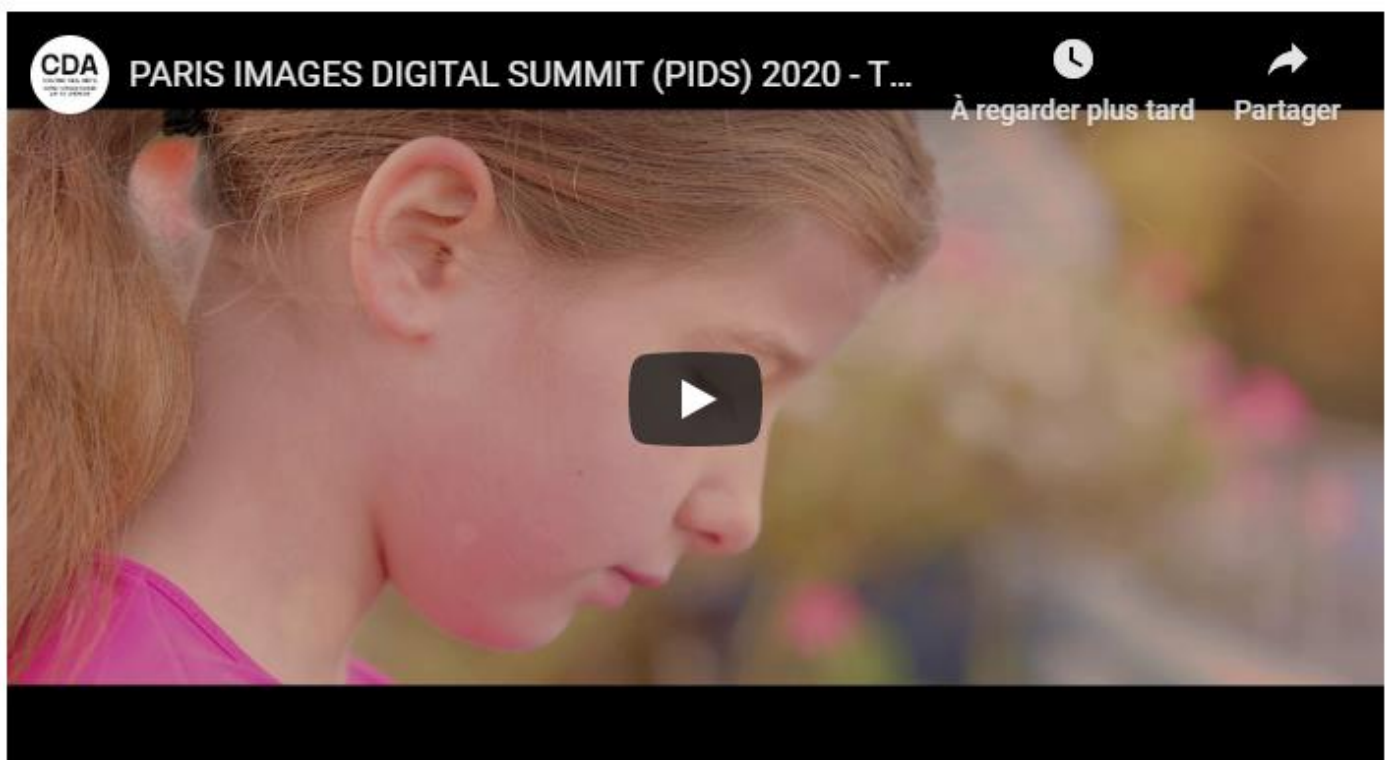 CDA
PARIS IMAGES DIGITAL SUMMIT (PIDS) 2020 - T...
À regarder plus tard
Partager